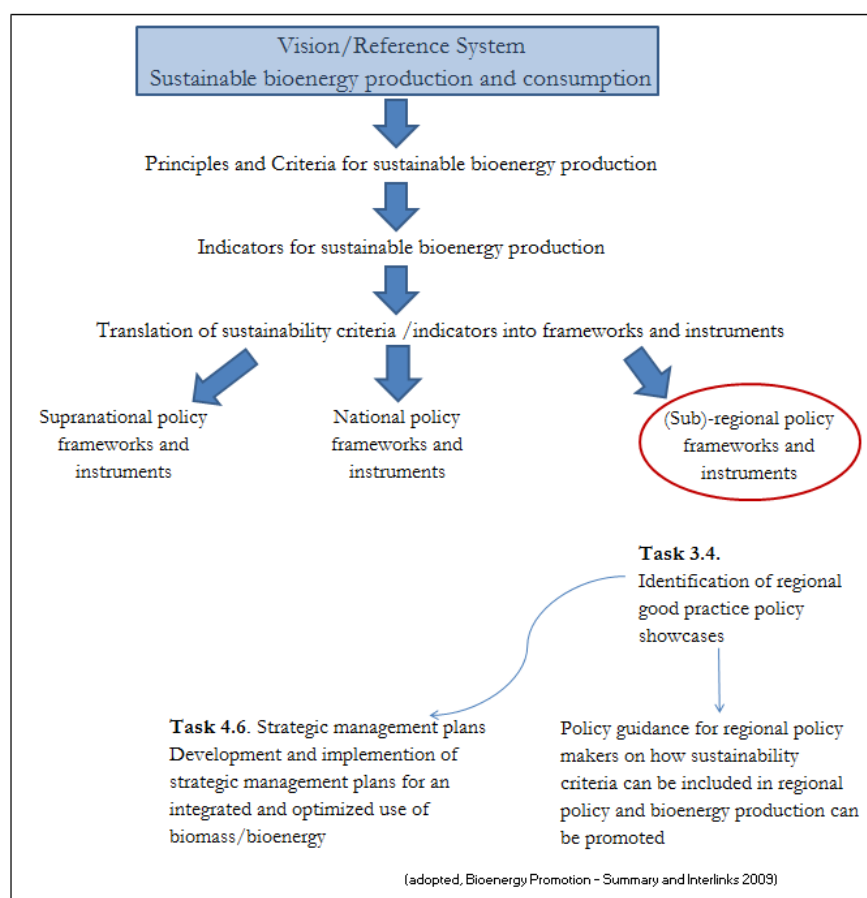 Vision/Reference System
Sustainable bioenergy production and consumption
Principles and Criteria for sustainable bioenergy production
Indicators for sustainable bioenergy production
Translation of sustainability criteria /indicators into frameworks and instruments
Supranational policy
frameworks and
instruments
National policy
frameworks and
instruments
(Sub)-regional policy
frameworks and
instruments
Task 3.4.
Identification of regional
good practice policy
showcases
Task 4.6. Strategic management plans
Development and implemention of
strategic management plans for an
integrated and optimized use of
biomass/bioenergy
Policy guidance for regional policy
makers on how sustainability
criteria can be included in regional
policy and bioenergy production can
be promoted
(adopted, Bioenergy Promotion – Summary and Interlinks 2009)